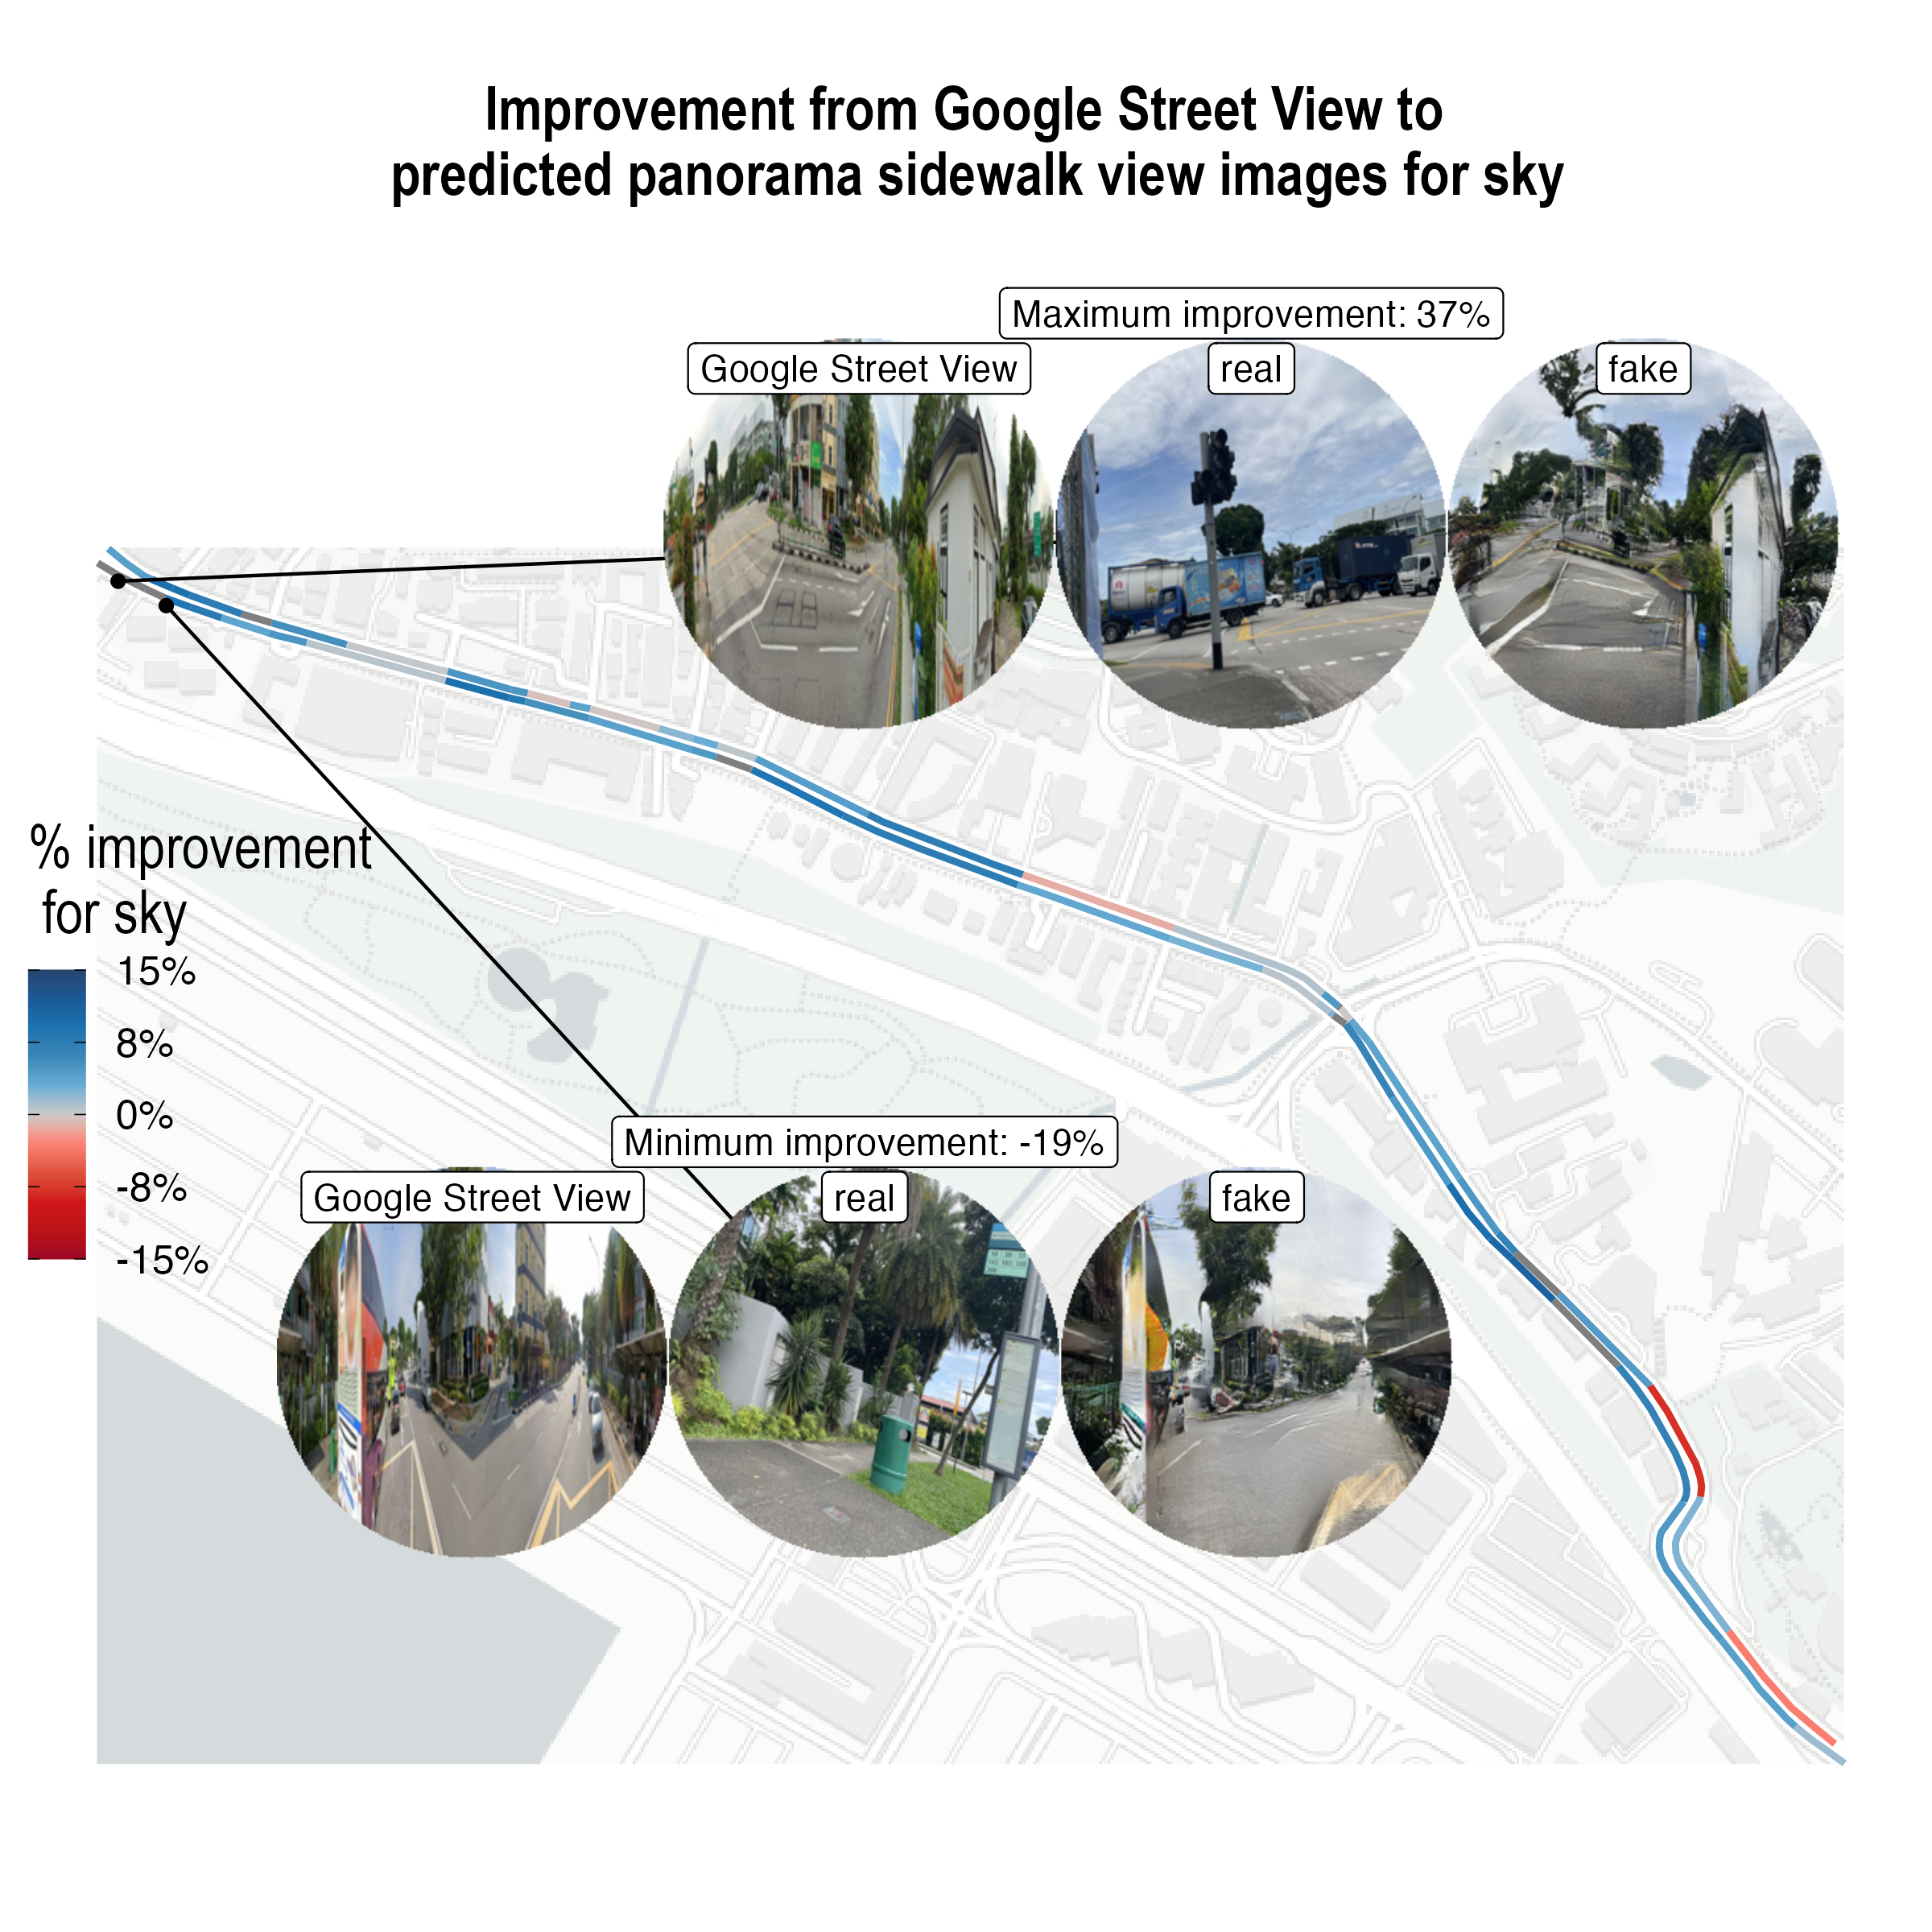 Improvement from Google Street View to
predicted panorama sidewalk view images for sky
Maximum improvement: 37%
Google Street View
real
fake
% improvement
for sky
15%
8%
0%
-8%
-15%
Minimum improvement: -19%
Google Street View
real
fake